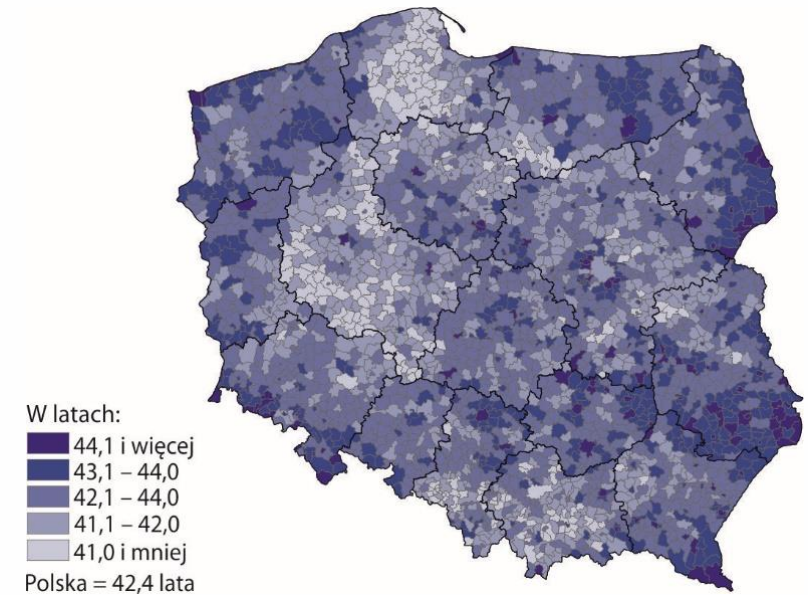 W latach:
44,1 i więcej
43,1 – 44,0
42,1 – 44,0
41,1 – 42,0
41,0 i mniej
Polska = 42,4 lata